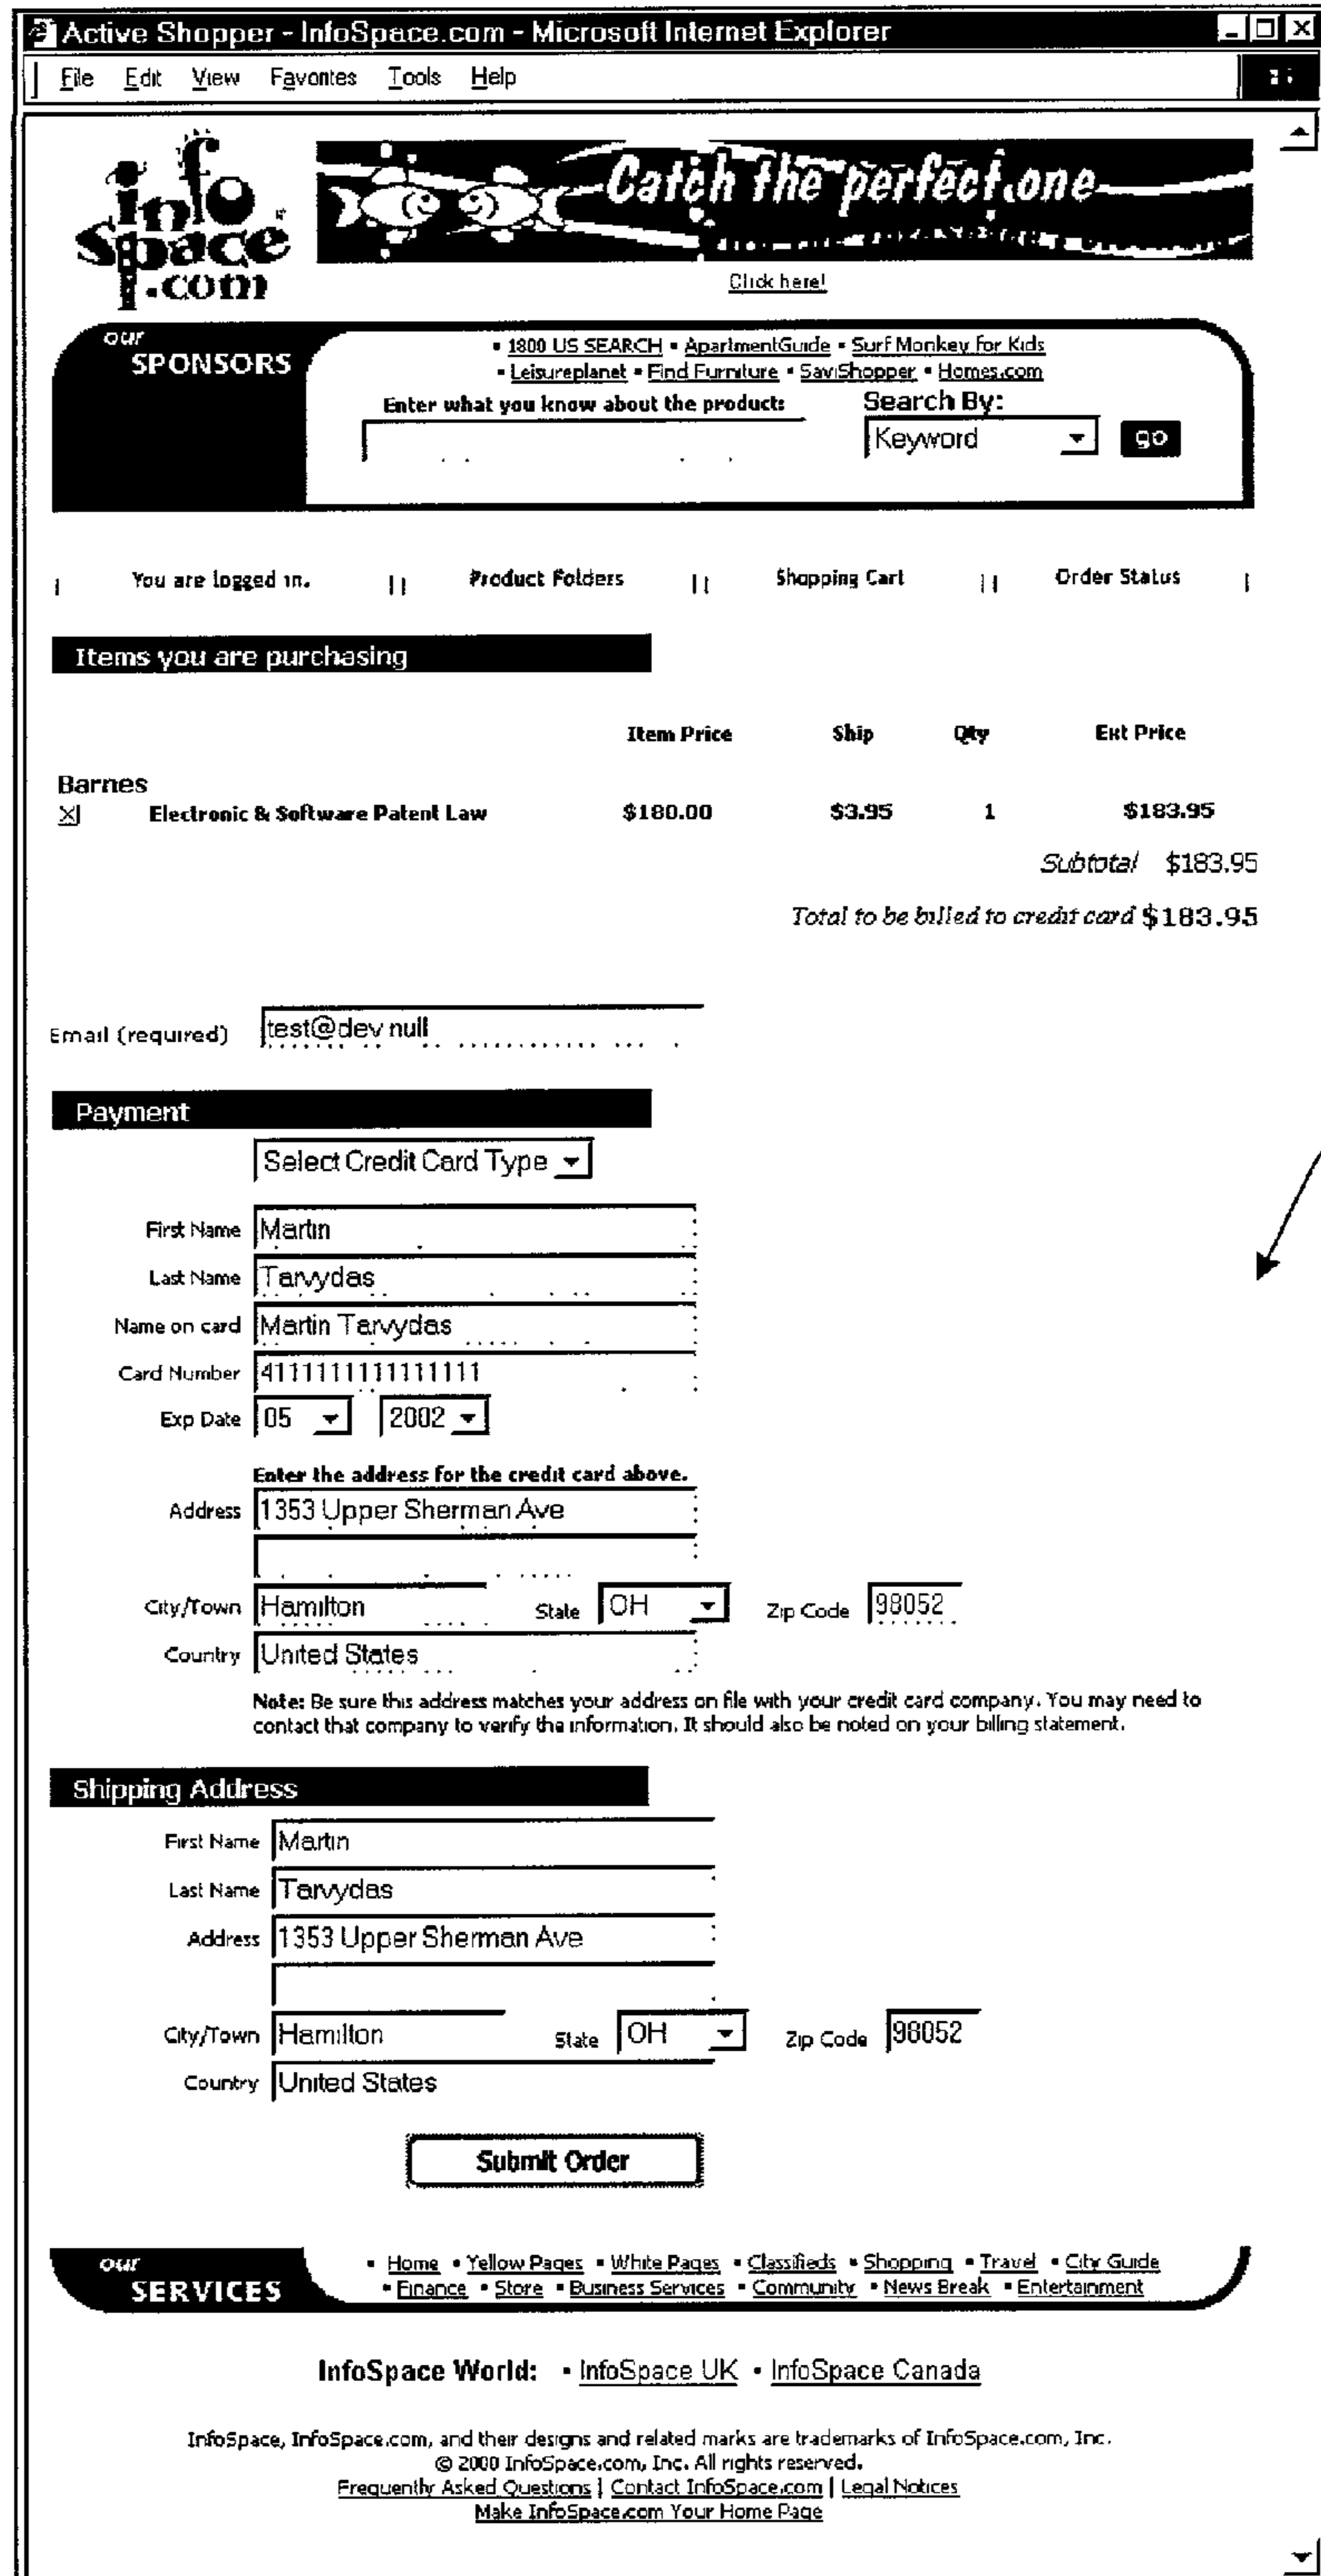 Active Shopper - InfoSpace.com - Microsoft Internet Explorer
File Edit View Favorites Tools Help
info space .com
Catch the perfect one
Click here!
our SPONSORS
▪ 1800 US SEARCH ▪ ApartmentGuide ▪ Surf Monkey for Kids
▪ Leisureplanet ▪ Find Furniture ▪ SaviShopper ▪ Homes.com
Enter what you know about the product: Search By:
Keyword go
| You are logged in. || Product Folders || Shopping Cart || Order Status |
Items you are purchasing
Item Price Ship Qty Ext Price
Barnes
X Electronic & Software Patent Law $180.00 $3.95 1 $183.95
Subtotal $183.95
Total to be billed to credit card $183.95
Email (required) test@dev null
Payment
Select Credit Card Type
First Name Martin
Last Name Tarvydas
Name on card Martin Tarvydas
Card Number 4111111111111111
Exp Date 05 2002
Enter the address for the credit card above.
Address 1353 Upper Sherman Ave
City/Town Hamilton State OH Zip Code 98052
Country United States
Note: Be sure this address matches your address on file with your credit card company. You may need to
contact that company to verify the information. It should also be noted on your billing statement.
Shipping Address
First Name Martin
Last Name Tarvydas
Address 1353 Upper Sherman Ave
City/Town Hamilton State OH Zip Code 98052
Country United States
Submit Order
our SERVICES
▪ Home ▪ Yellow Pages ▪ White Pages ▪ Classifieds ▪ Shopping ▪ Travel ▪ City Guide
▪ Finance ▪ Store ▪ Business Services ▪ Community ▪ News Break ▪ Entertainment
InfoSpace World: ▪ InfoSpace UK ▪ InfoSpace Canada
InfoSpace, InfoSpace.com, and their designs and related marks are trademarks of InfoSpace.com, Inc.
© 2000 InfoSpace.com, Inc. All rights reserved.
Frequently Asked Questions | Contact InfoSpace.com | Legal Notices
Make InfoSpace.com Your Home Page